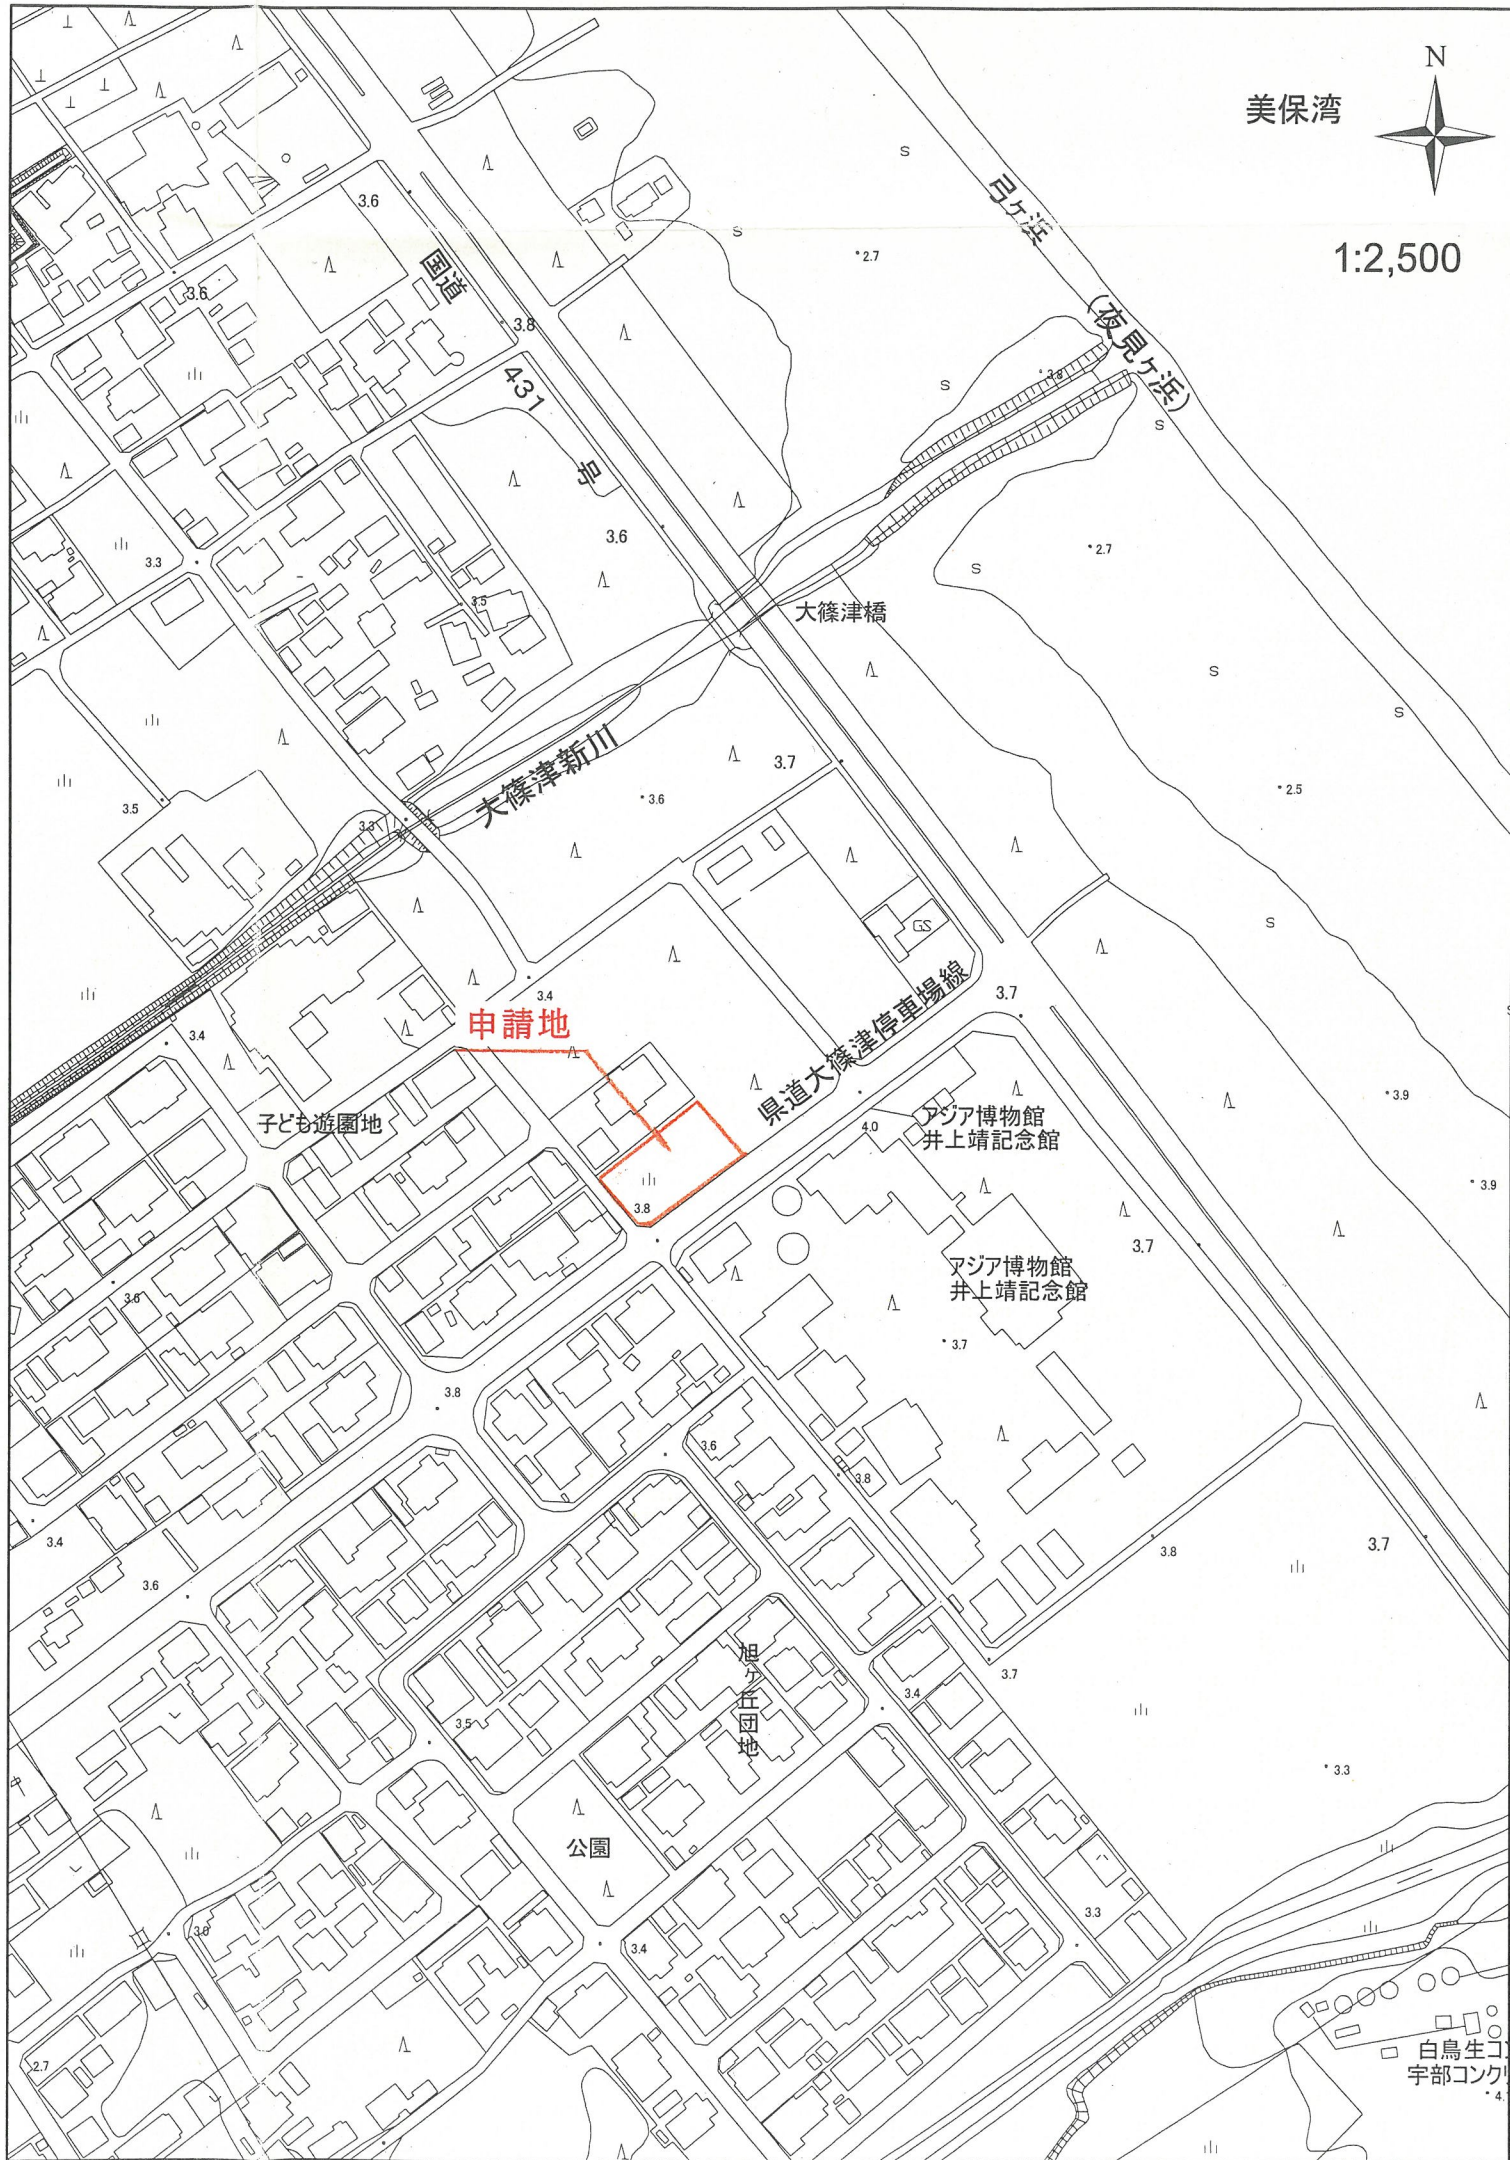 N
美保湾
1:2,500
弓ヶ浜
(夜見ヶ浜)
3.6
2.7
国道
3.6
3.8
3.8
431
号
3.6
3.3
2.7
3.5
大篠津橋
大篠津新川
3.7
3.6
2.5
3.5
3.3
GS
3.4
3.7
申請地
県道大篠津停車場線
3.4
子ども遊園地
4.0
アジア博物館
井上靖記念館
3.9
3.9
3.8
3.7
アジア博物館
井上靖記念館
3.6
3.7
3.8
3.6
3.8
3.4
3.6
3.8
3.7
旭ヶ丘団地
3.7
3.4
3.5
3.3
公園
3.3
3.4
2.7
白鳥生コ
宇部コンク